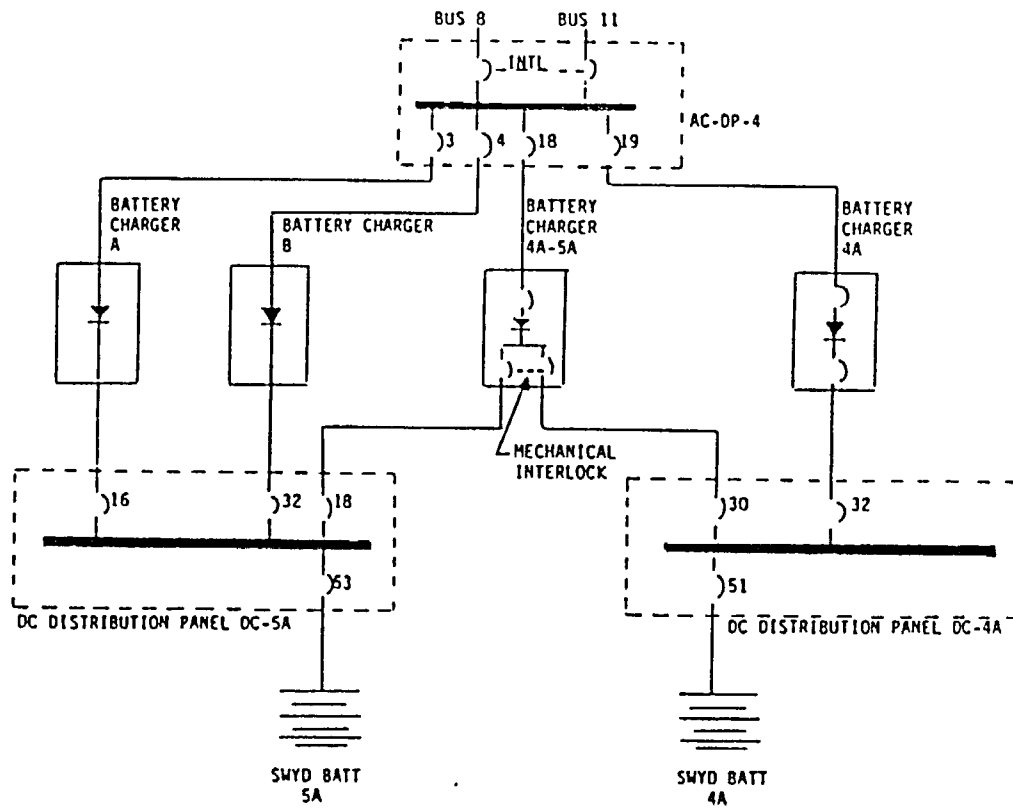 BUS 8
BUS 11
INTL
AC-DP-4
3
4
18
19
BATTERY
CHARGER
A
BATTERY CHARGER
B
BATTERY
CHARGER
4A-5A
BATTERY
CHARGER
4A
MECHANICAL
INTERLOCK
16
32
18
30
32
53
51
DC DISTRIBUTION PANEL DC-5A
DC DISTRIBUTION PANEL DC-4A
SWYD BATT
5A
SWYD BATT
4A